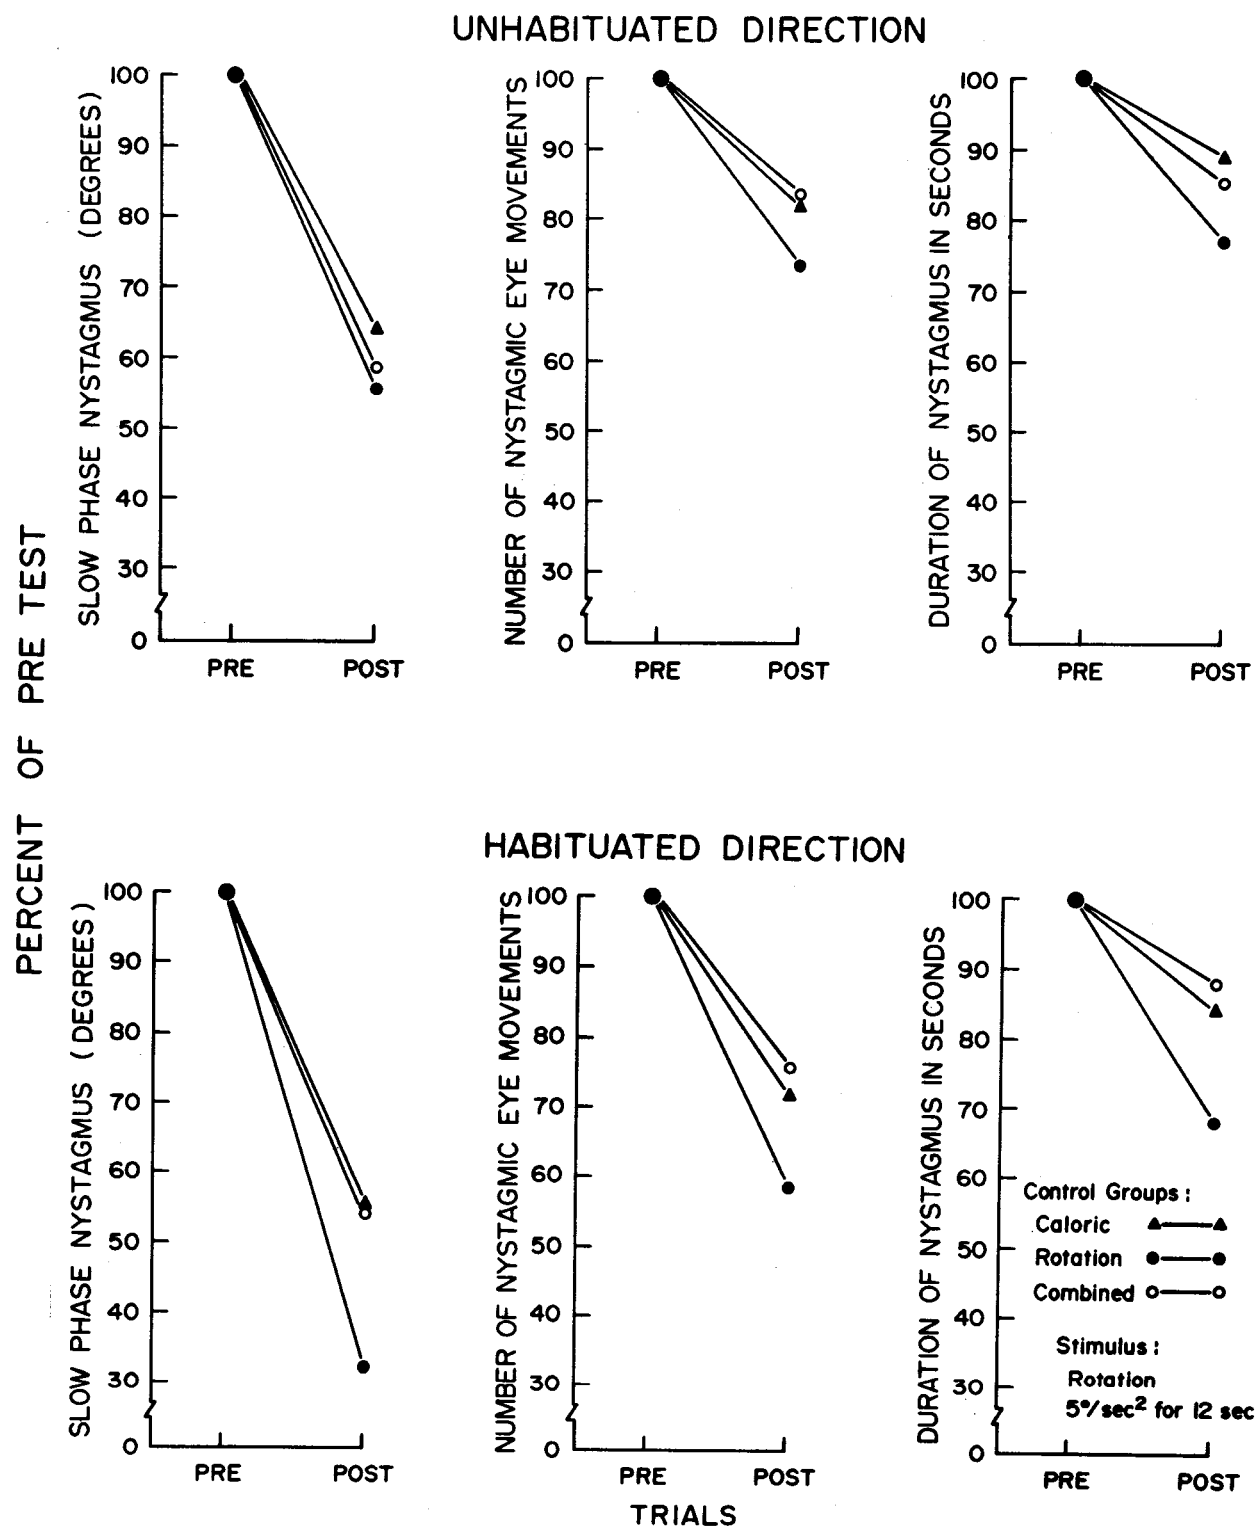 UNHABITUATED DIRECTION
PERCENT OF PRE TEST
SLOW PHASE NYSTAGMUS (DEGREES)
100
90
80
70
60
50
40
30
0
PRE POST
NUMBER OF NYSTAGMIC EYE MOVEMENTS
100
90
80
70
60
50
40
30
0
PRE POST
DURATION OF NYSTAGMUS IN SECONDS
100
90
80
70
60
50
40
30
0
PRE POST
HABITUATED DIRECTION
SLOW PHASE NYSTAGMUS (DEGREES)
100
90
80
70
60
50
40
30
0
PRE POST
NUMBER OF NYSTAGMIC EYE MOVEMENTS
100
90
80
70
60
50
40
30
0
PRE POST
DURATION OF NYSTAGMUS IN SECONDS
100
90
80
70
60
50
40
30
0
PRE POST
Control Groups :
Caloric
Rotation
Combined
Stimulus :
Rotation
5°/sec² for 12 sec
TRIALS